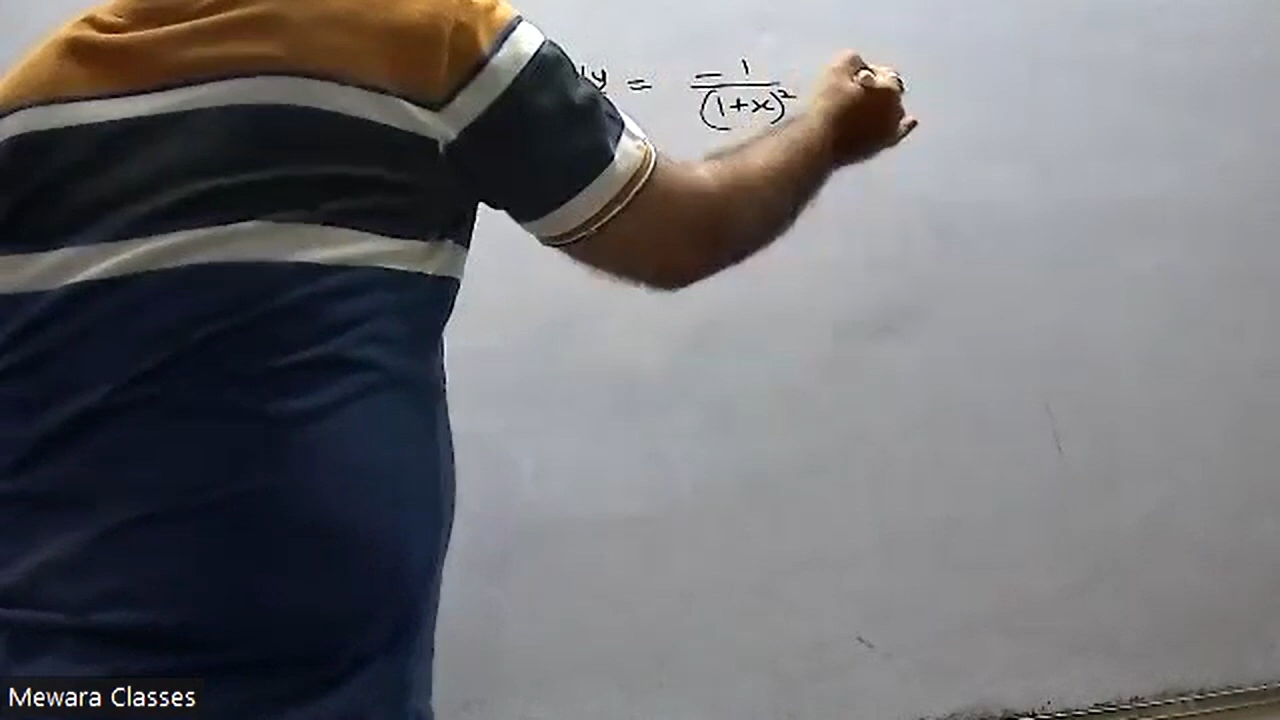 y = -1/(1+x)²
Mewara Classes